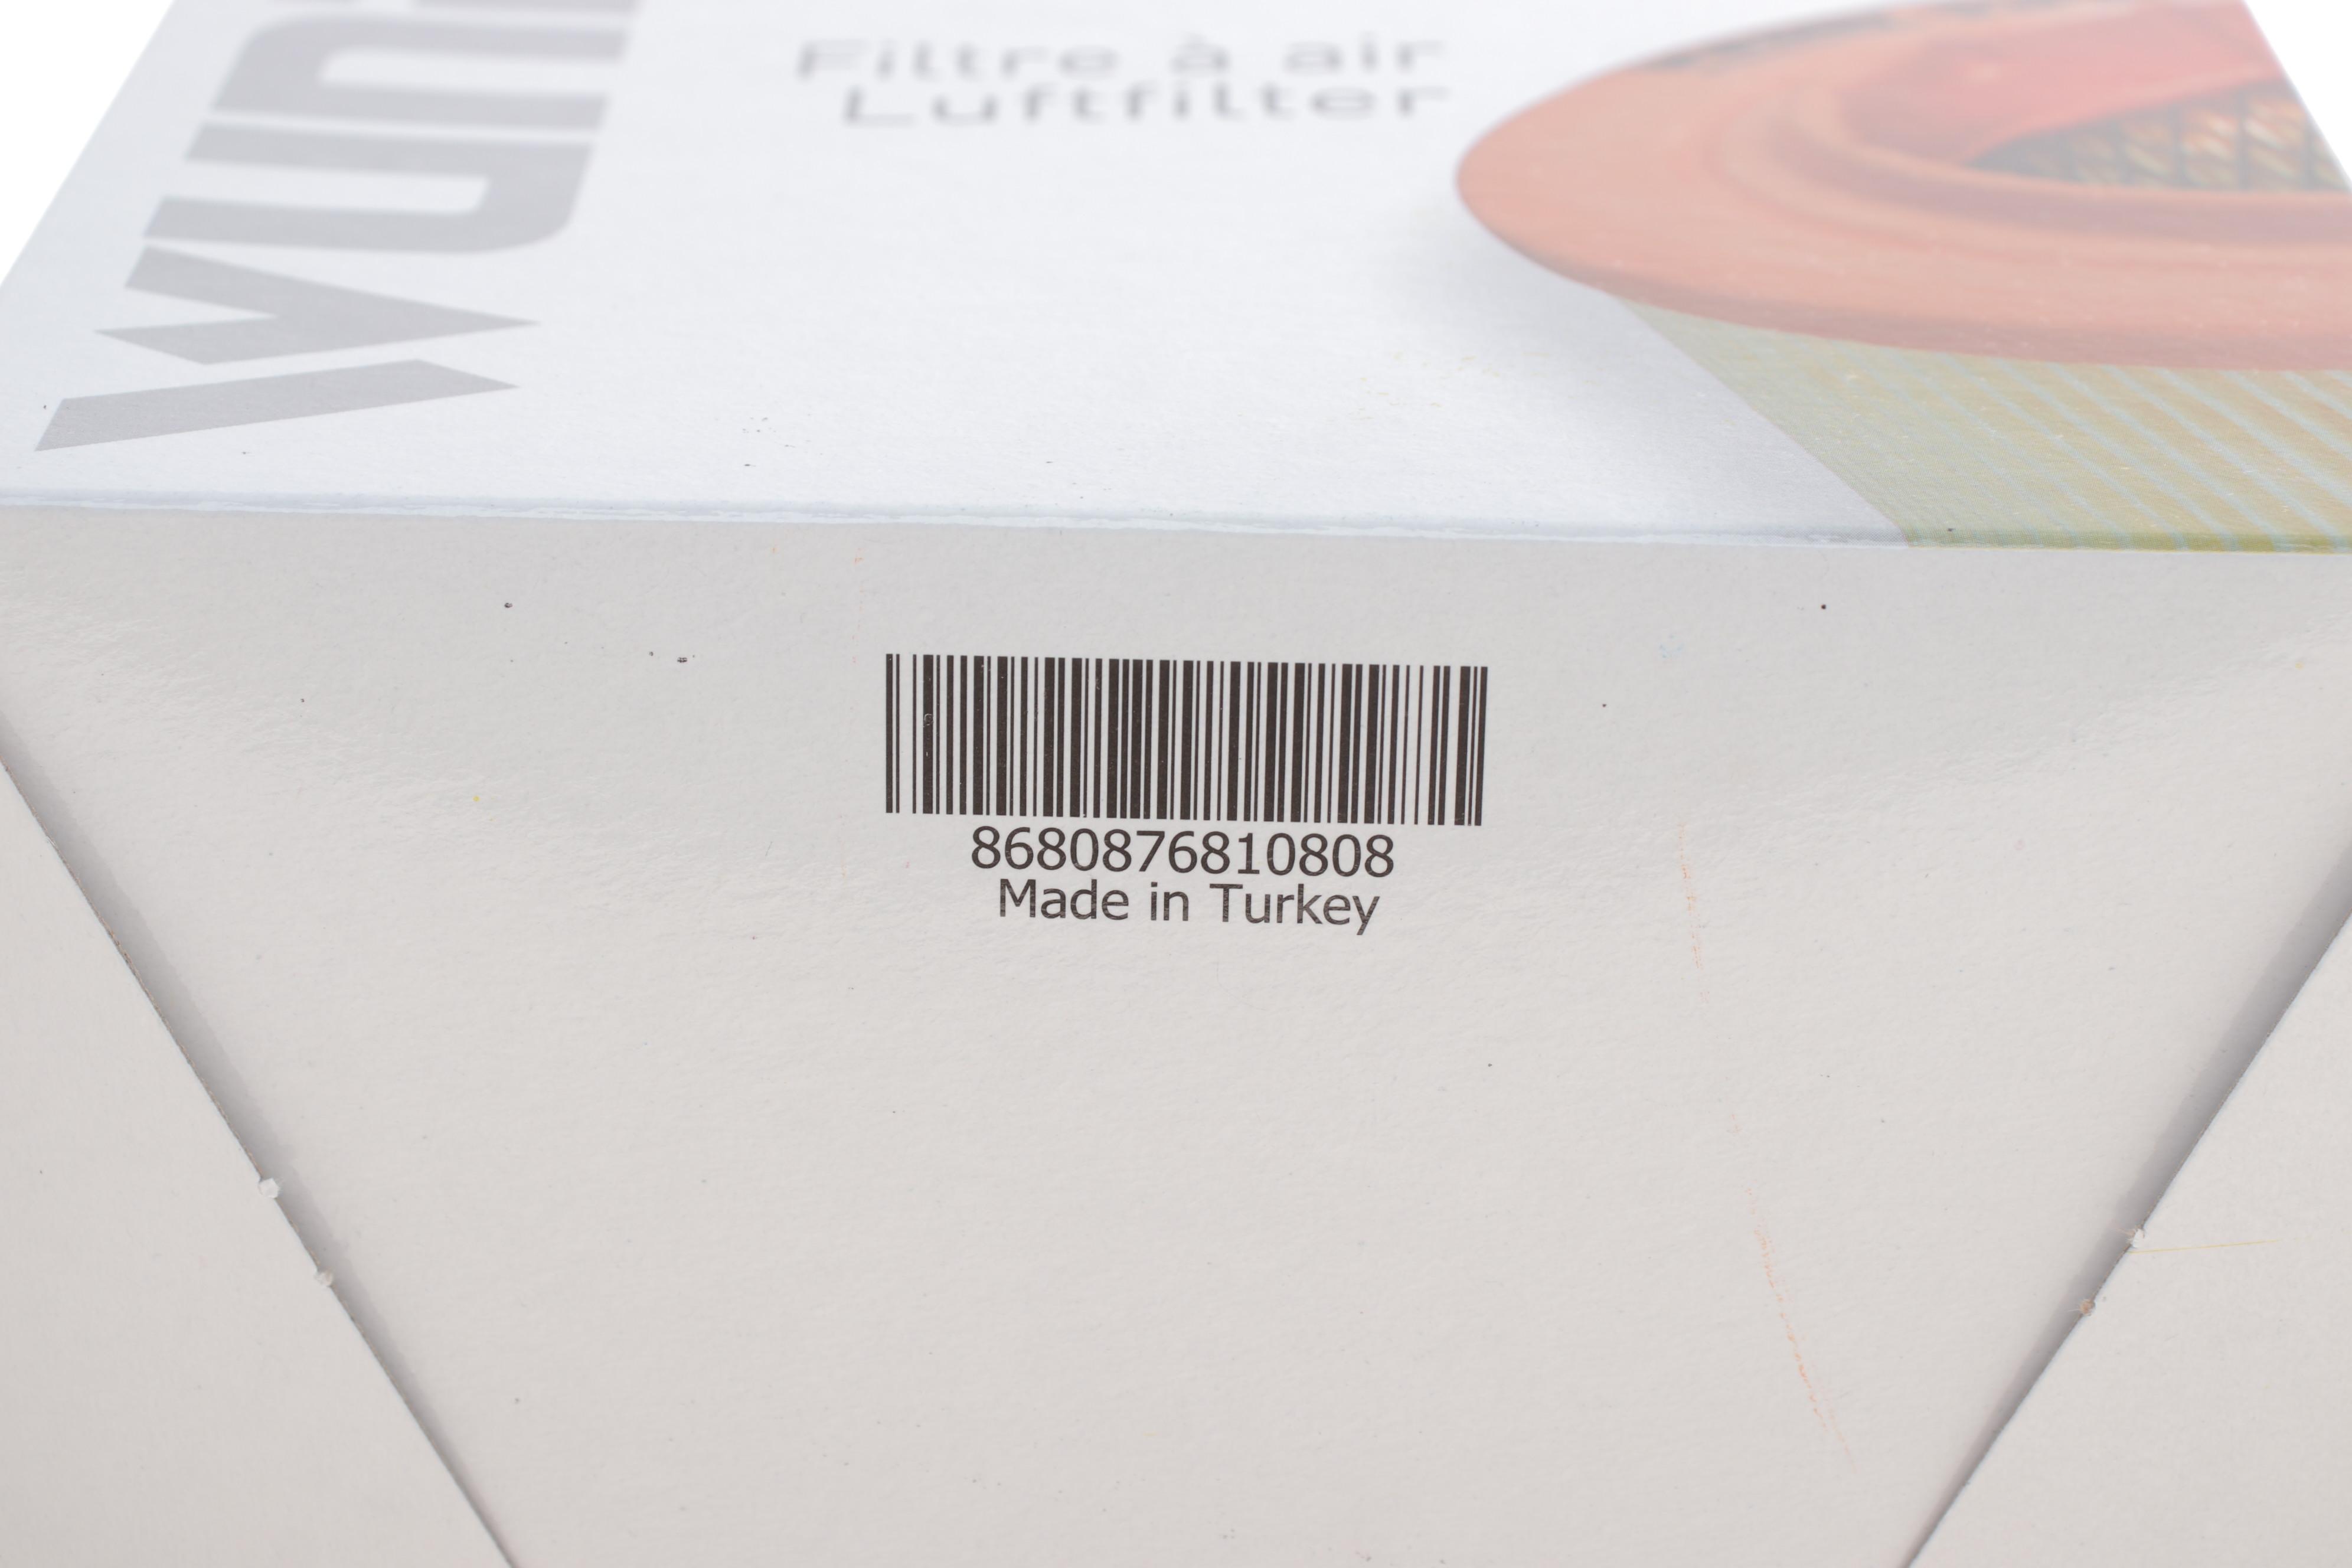 Filtre à air
Luftfilter
8680876810808
Made in Turkey